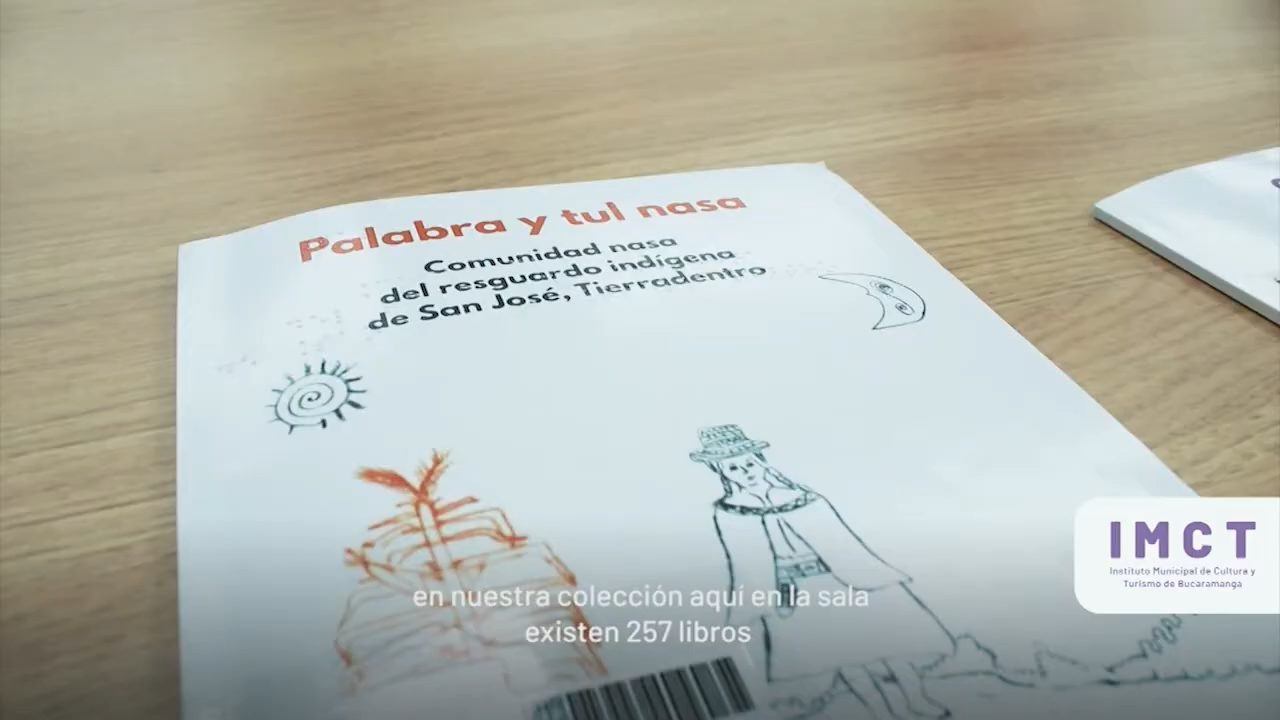 Palabra y tul nasa
Comunidad nasa
del resguardo indígena
de San José, Tierradentro
IMCT
Instituto Municipal de Cultura y
Turismo de Bucaramanga
en nuestra colección aquí en la sala
existen 257 libros